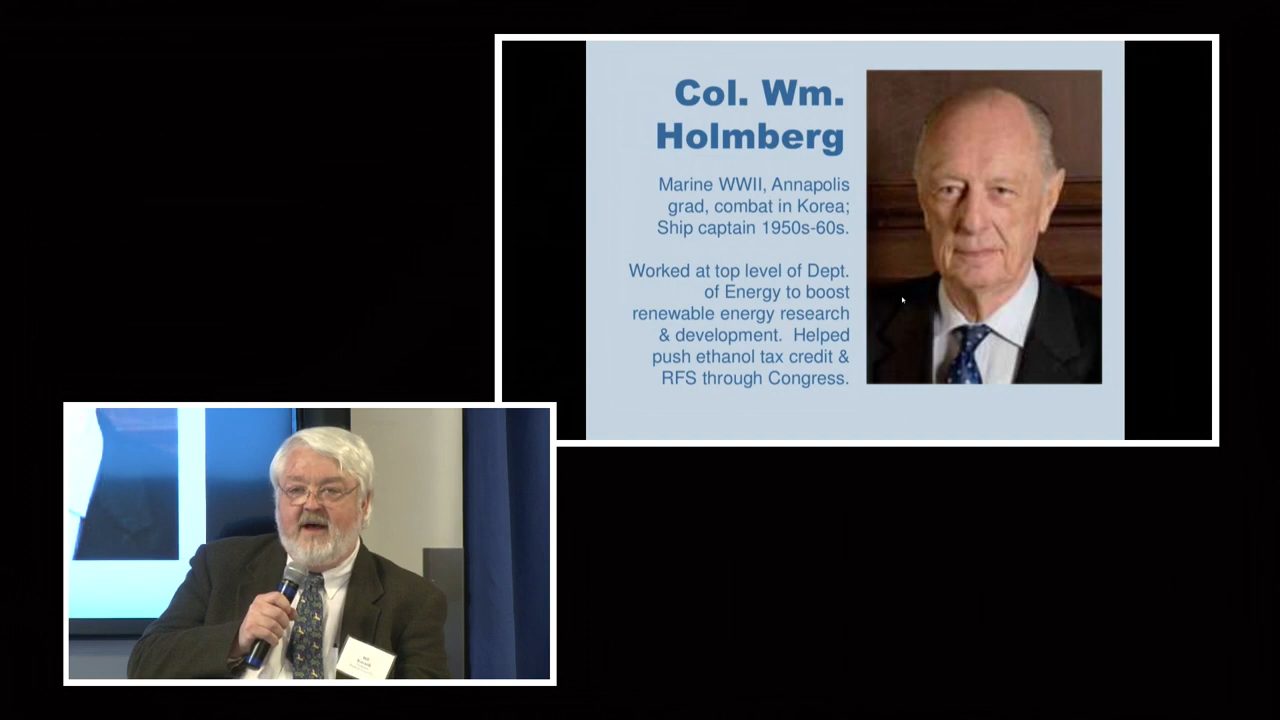 Col. Wm.
Holmberg
Marine WWII, Annapolis
grad, combat in Korea;
Ship captain 1950s-60s.
Worked at top level of Dept.
of Energy to boost
renewable energy research
& development. Helped
push ethanol tax credit &
RFS through Congress.